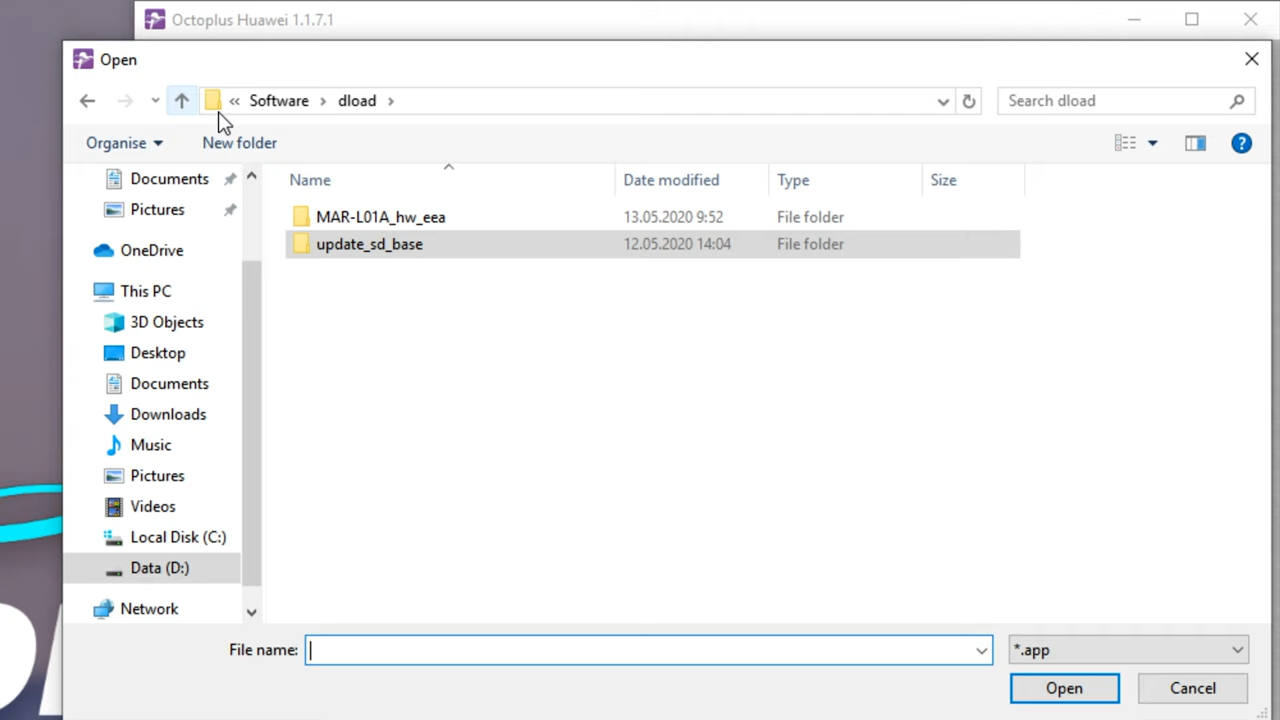 Octoplus Huawei 1.1.7.1
Open
« Software › dload ›
Search dload
Organise
New folder
Name Date modified Type Size
MAR-L01A_hw_eea 13.05.2020 9:52 File folder
update_sd_base 12.05.2020 14:04 File folder
Documents
Pictures
OneDrive
This PC
3D Objects
Desktop
Documents
Downloads
Music
Pictures
Videos
Local Disk (C:)
Data (D:)
Network
File name:
*.app
Open
Cancel